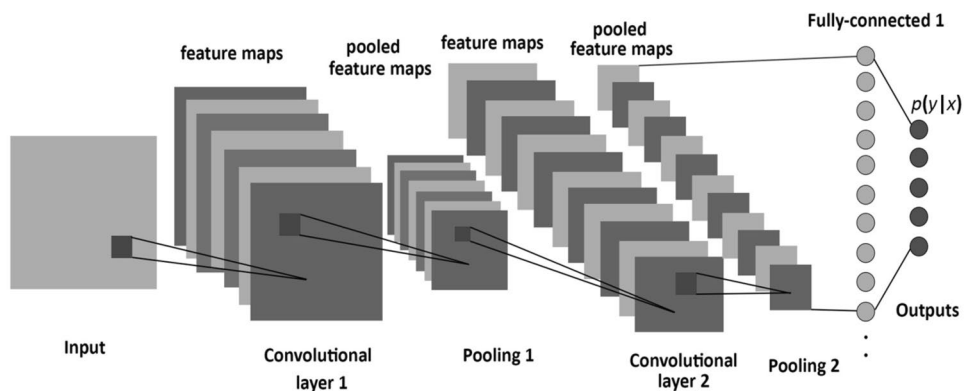 Fully-connected 1
feature maps
pooled
feature maps
feature maps
pooled
feature maps
p(y|x)
Input
Convolutional
layer 1
Pooling 1
Convolutional
layer 2
Pooling 2
Outputs